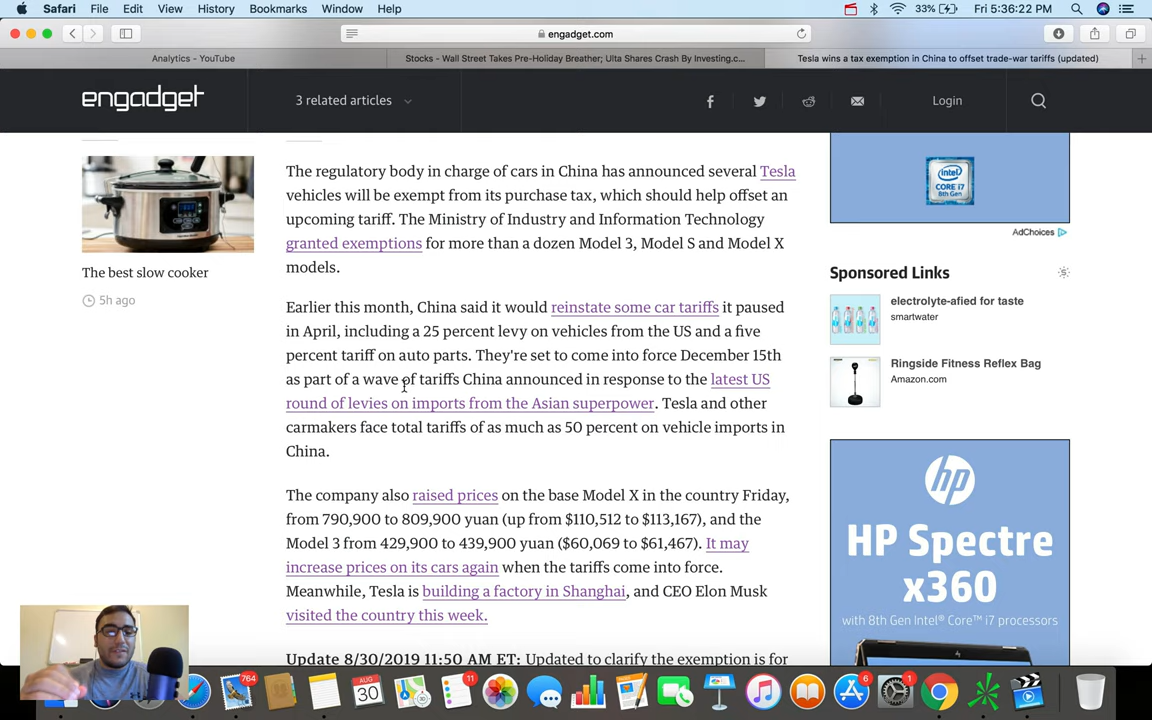 Safari File Edit View History Bookmarks Window Help 33% Fri 5:36:22 PM
engadget.com
Analytics - YouTube Stocks - Wall Street Takes Pre-Holiday Breather; Ulta Shares Crash By Investing.c... Tesla wins a tax exemption in China to offset trade-war tariffs (updated)
engadget 3 related articles Login
The regulatory body in charge of cars in China has announced several Tesla
vehicles will be exempt from its purchase tax, which should help offset an
upcoming tariff. The Ministry of Industry and Information Technology
granted exemptions for more than a dozen Model 3, Model S and Model X
models.
Earlier this month, China said it would reinstate some car tariffs it paused
in April, including a 25 percent levy on vehicles from the US and a five
percent tariff on auto parts. They're set to come into force December 15th
as part of a wave of tariffs China announced in response to the latest US
round of levies on imports from the Asian superpower. Tesla and other
carmakers face total tariffs of as much as 50 percent on vehicle imports in
China.
The company also raised prices on the base Model X in the country Friday,
from 790,900 to 809,900 yuan (up from $110,512 to $113,167), and the
Model 3 from 429,900 to 439,900 yuan ($60,069 to $61,467). It may
increase prices on its cars again when the tariffs come into force.
Meanwhile, Tesla is building a factory in Shanghai, and CEO Elon Musk
visited the country this week.
Update 8/30/2019 11:50 AM ET: Updated to clarify the exemption is for
The best slow cooker
5h ago
intel
CORE i7
8th Gen
AdChoices
Sponsored Links
electrolyte-afied for taste
smartwater
Ringside Fitness Reflex Bag
Amazon.com
hp
HP Spectre
x360
with 8th Gen Intel® Core™ i7 processors
764
AUG
30
11
6
1